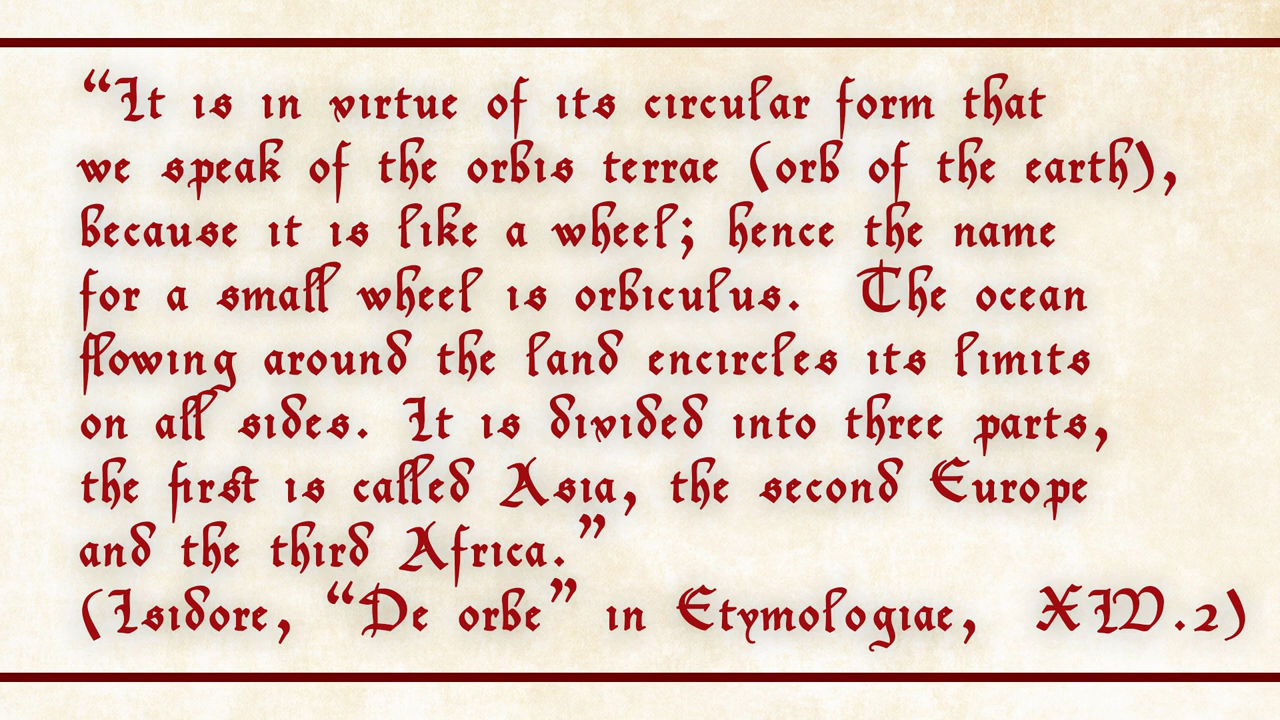 “It is in virtue of its circular form that
we speak of the orbis terrae (orb of the earth),
because it is like a wheel; hence the name
for a small wheel is orbiculus. The ocean
flowing around the land encircles its limits
on all sides. It is divided into three parts,
the first is called Asia, the second Europe
and the third Africa.”
(Isidore, “De orbe” in Etymologiae, XIV.2)